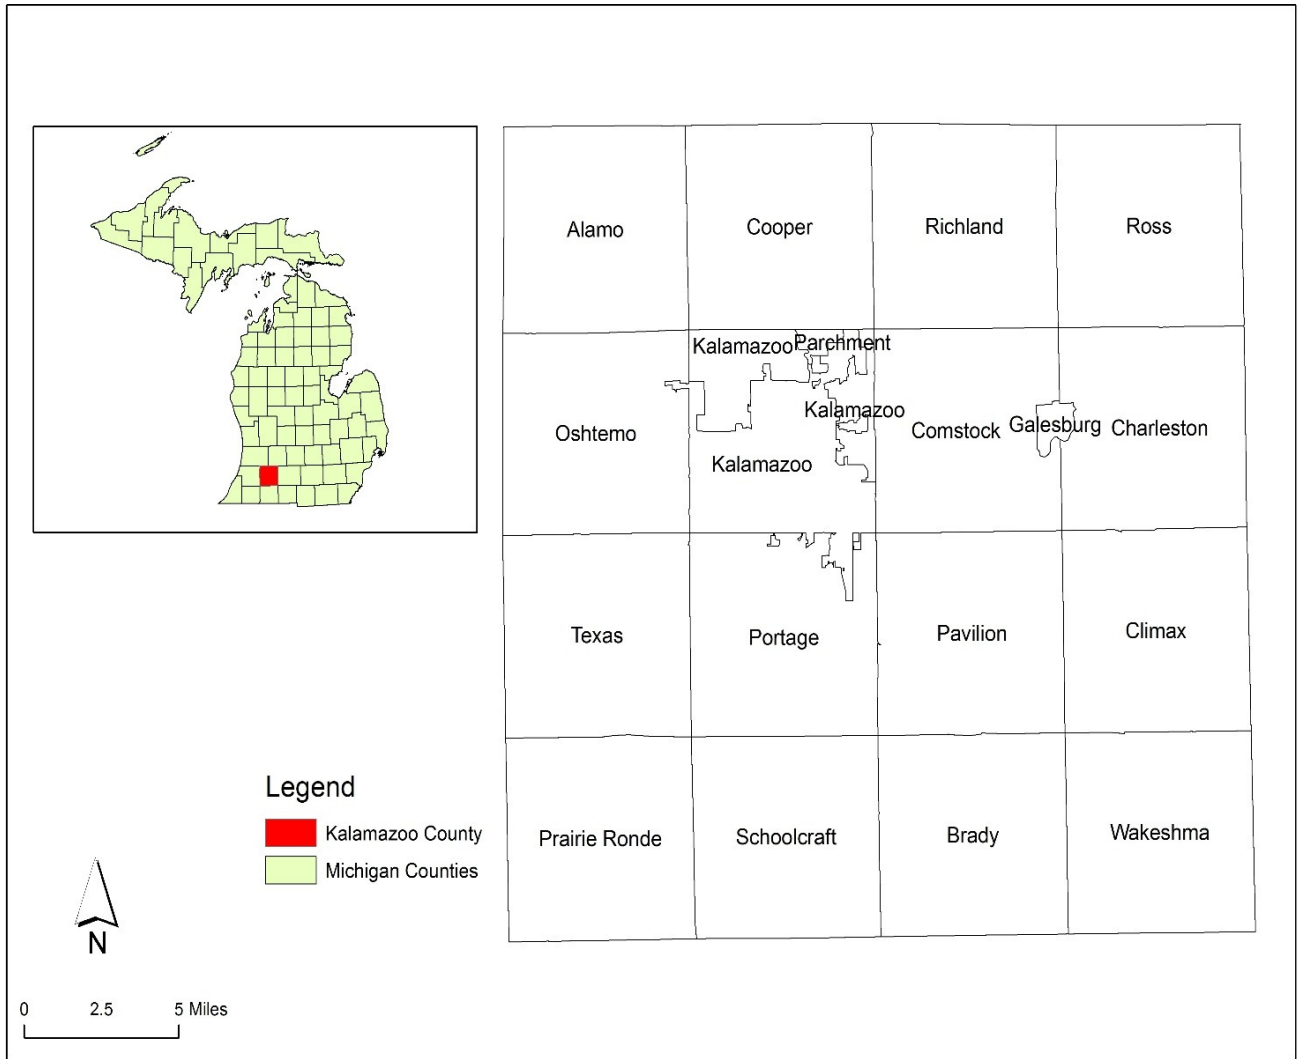 Alamo
Cooper
Richland
Ross
Kalamazoo
Parchment
Kalamazoo
Oshtemo
Comstock
Galesburg
Charleston
Kalamazoo
Texas
Portage
Pavilion
Climax
Prairie Ronde
Schoolcraft
Brady
Wakeshma
Legend
Kalamazoo County
Michigan Counties
N
0 2.5 5 Miles